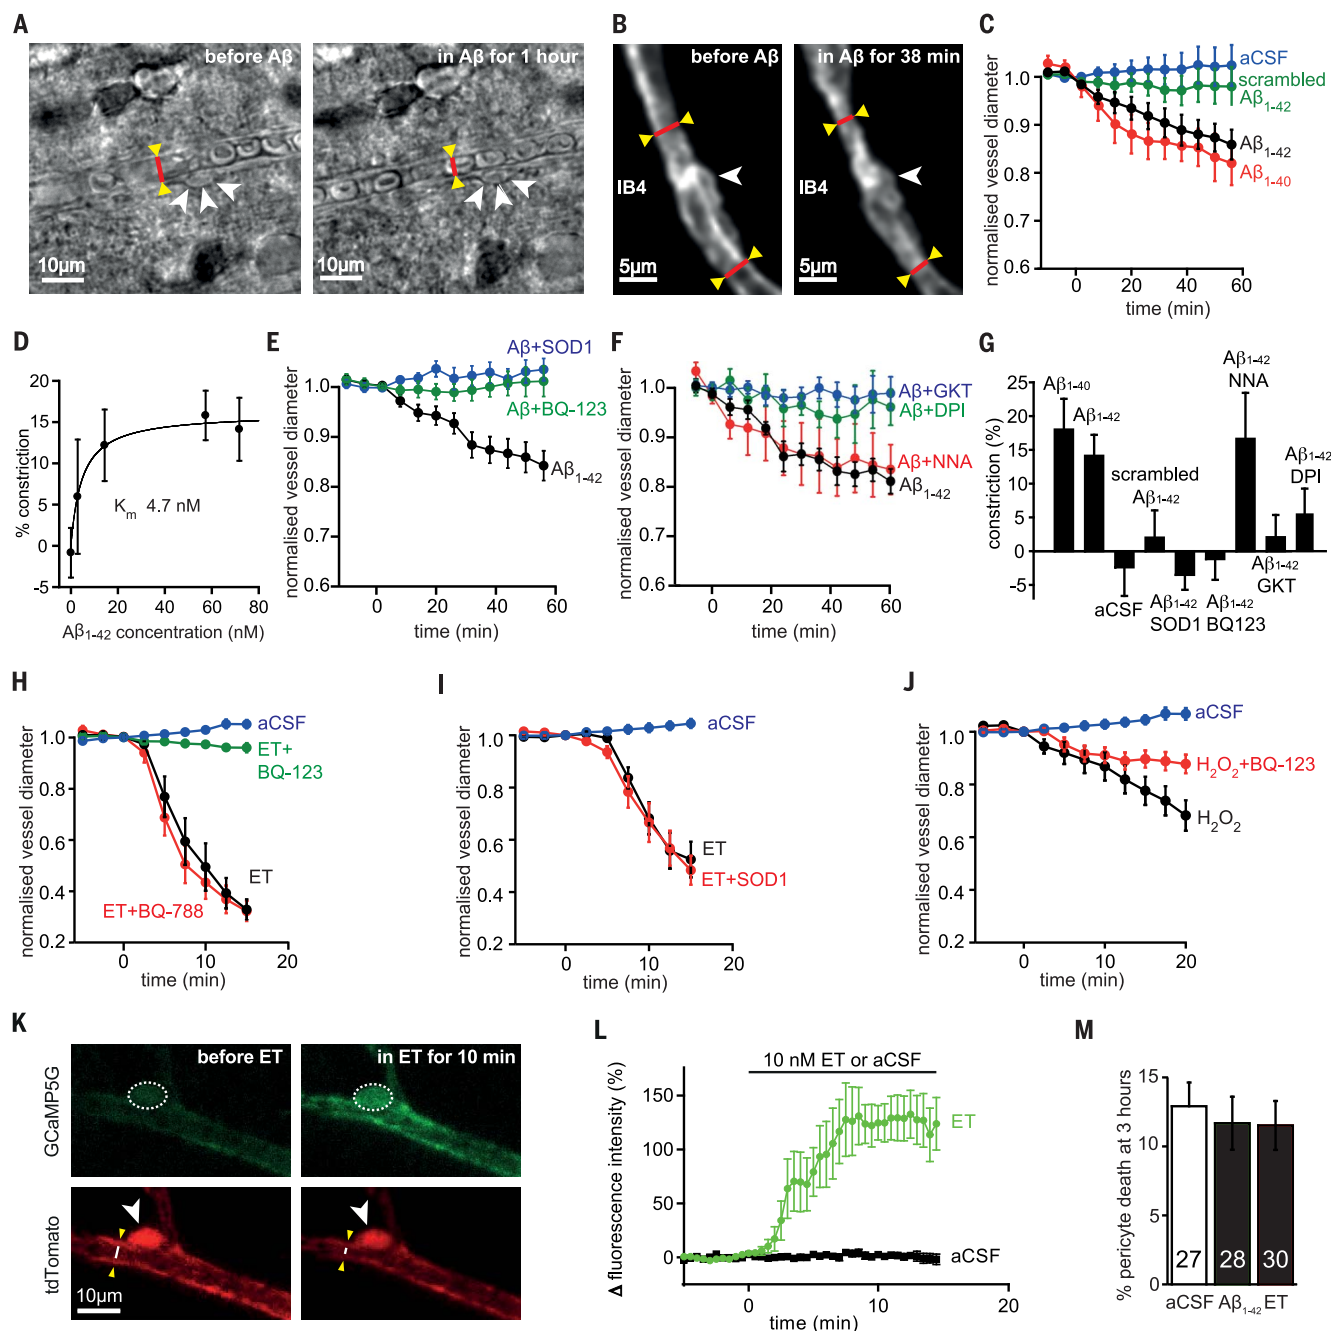 A
before Aβ
in Aβ for 1 hour
10µm
10µm
B
before Aβ
in Aβ for 38 min
IB4
IB4
5µm
5µm
C
normalised vessel diameter
1.0
0.9
0.8
0.7
0.6
0
20
40
60
time (min)
aCSF
scrambled
Aβ1-42
Aβ1-42
Aβ1-40
D
% constriction
20
15
10
5
0
-5
Km 4.7 nM
0
20
40
60
80
Aβ1-42 concentration (nM)
E
normalised vessel diameter
1.0
0.9
0.8
0.7
0.6
Aβ+SOD1
Aβ+BQ-123
Aβ1-42
0
20
40
60
time (min)
F
normalised vessel diameter
1.0
0.9
0.8
0.7
0.6
Aβ+GKT
Aβ+DPI
Aβ+NNA
Aβ1-42
0
20
40
60
time (min)
G
constriction (%)
25
20
15
10
5
0
-5
Aβ1-40
Aβ1-42
aCSF
scrambled
Aβ1-42
Aβ1-42
SOD1
Aβ1-42
BQ123
Aβ1-42
NNA
Aβ1-42
GKT
Aβ1-42
DPI
H
normalised vessel diameter
1.0
0.8
0.6
0.4
0.2
aCSF
ET+
BQ-123
ET
ET+BQ-788
0
10
20
time (min)
I
normalised vessel diameter
1.0
0.8
0.6
0.4
0.2
aCSF
ET
ET+SOD1
0
10
20
time (min)
J
normalised vessel diameter
1.0
0.8
0.6
0.4
0.2
aCSF
H2O2+BQ-123
H2O2
0
10
20
time (min)
K
GCaMP5G
before ET
in ET for 10 min
tdTomato
10µm
L
10 nM ET or aCSF
Δ fluorescence intensity (%)
150
100
50
0
ET
aCSF
0
10
20
time (min)
M
% pericyte death at 3 hours
15
10
5
0
27
28
30
aCSF
Aβ1-42
ET